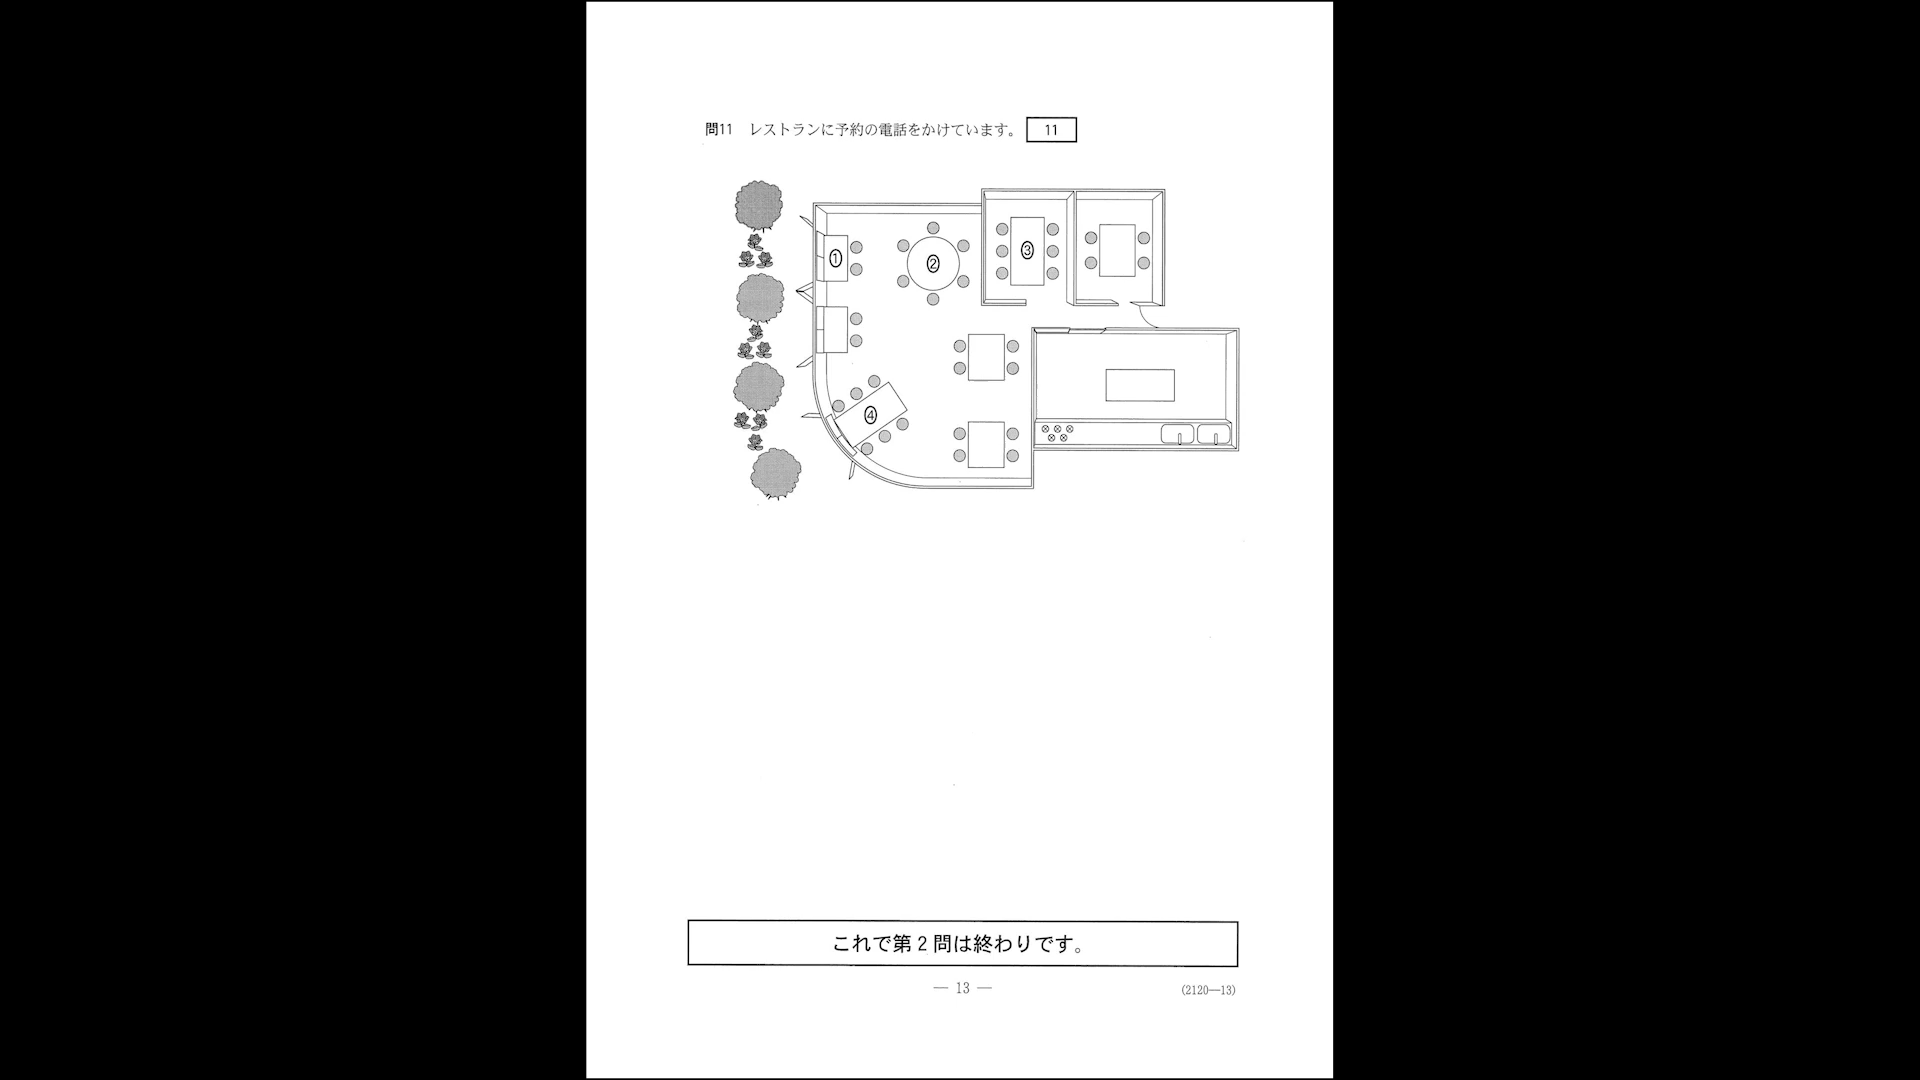 問11 レストランに予約の電話をかけています。 11
① ② ③
④
これで第2問は終わりです。
— 13 —
(2120—13)